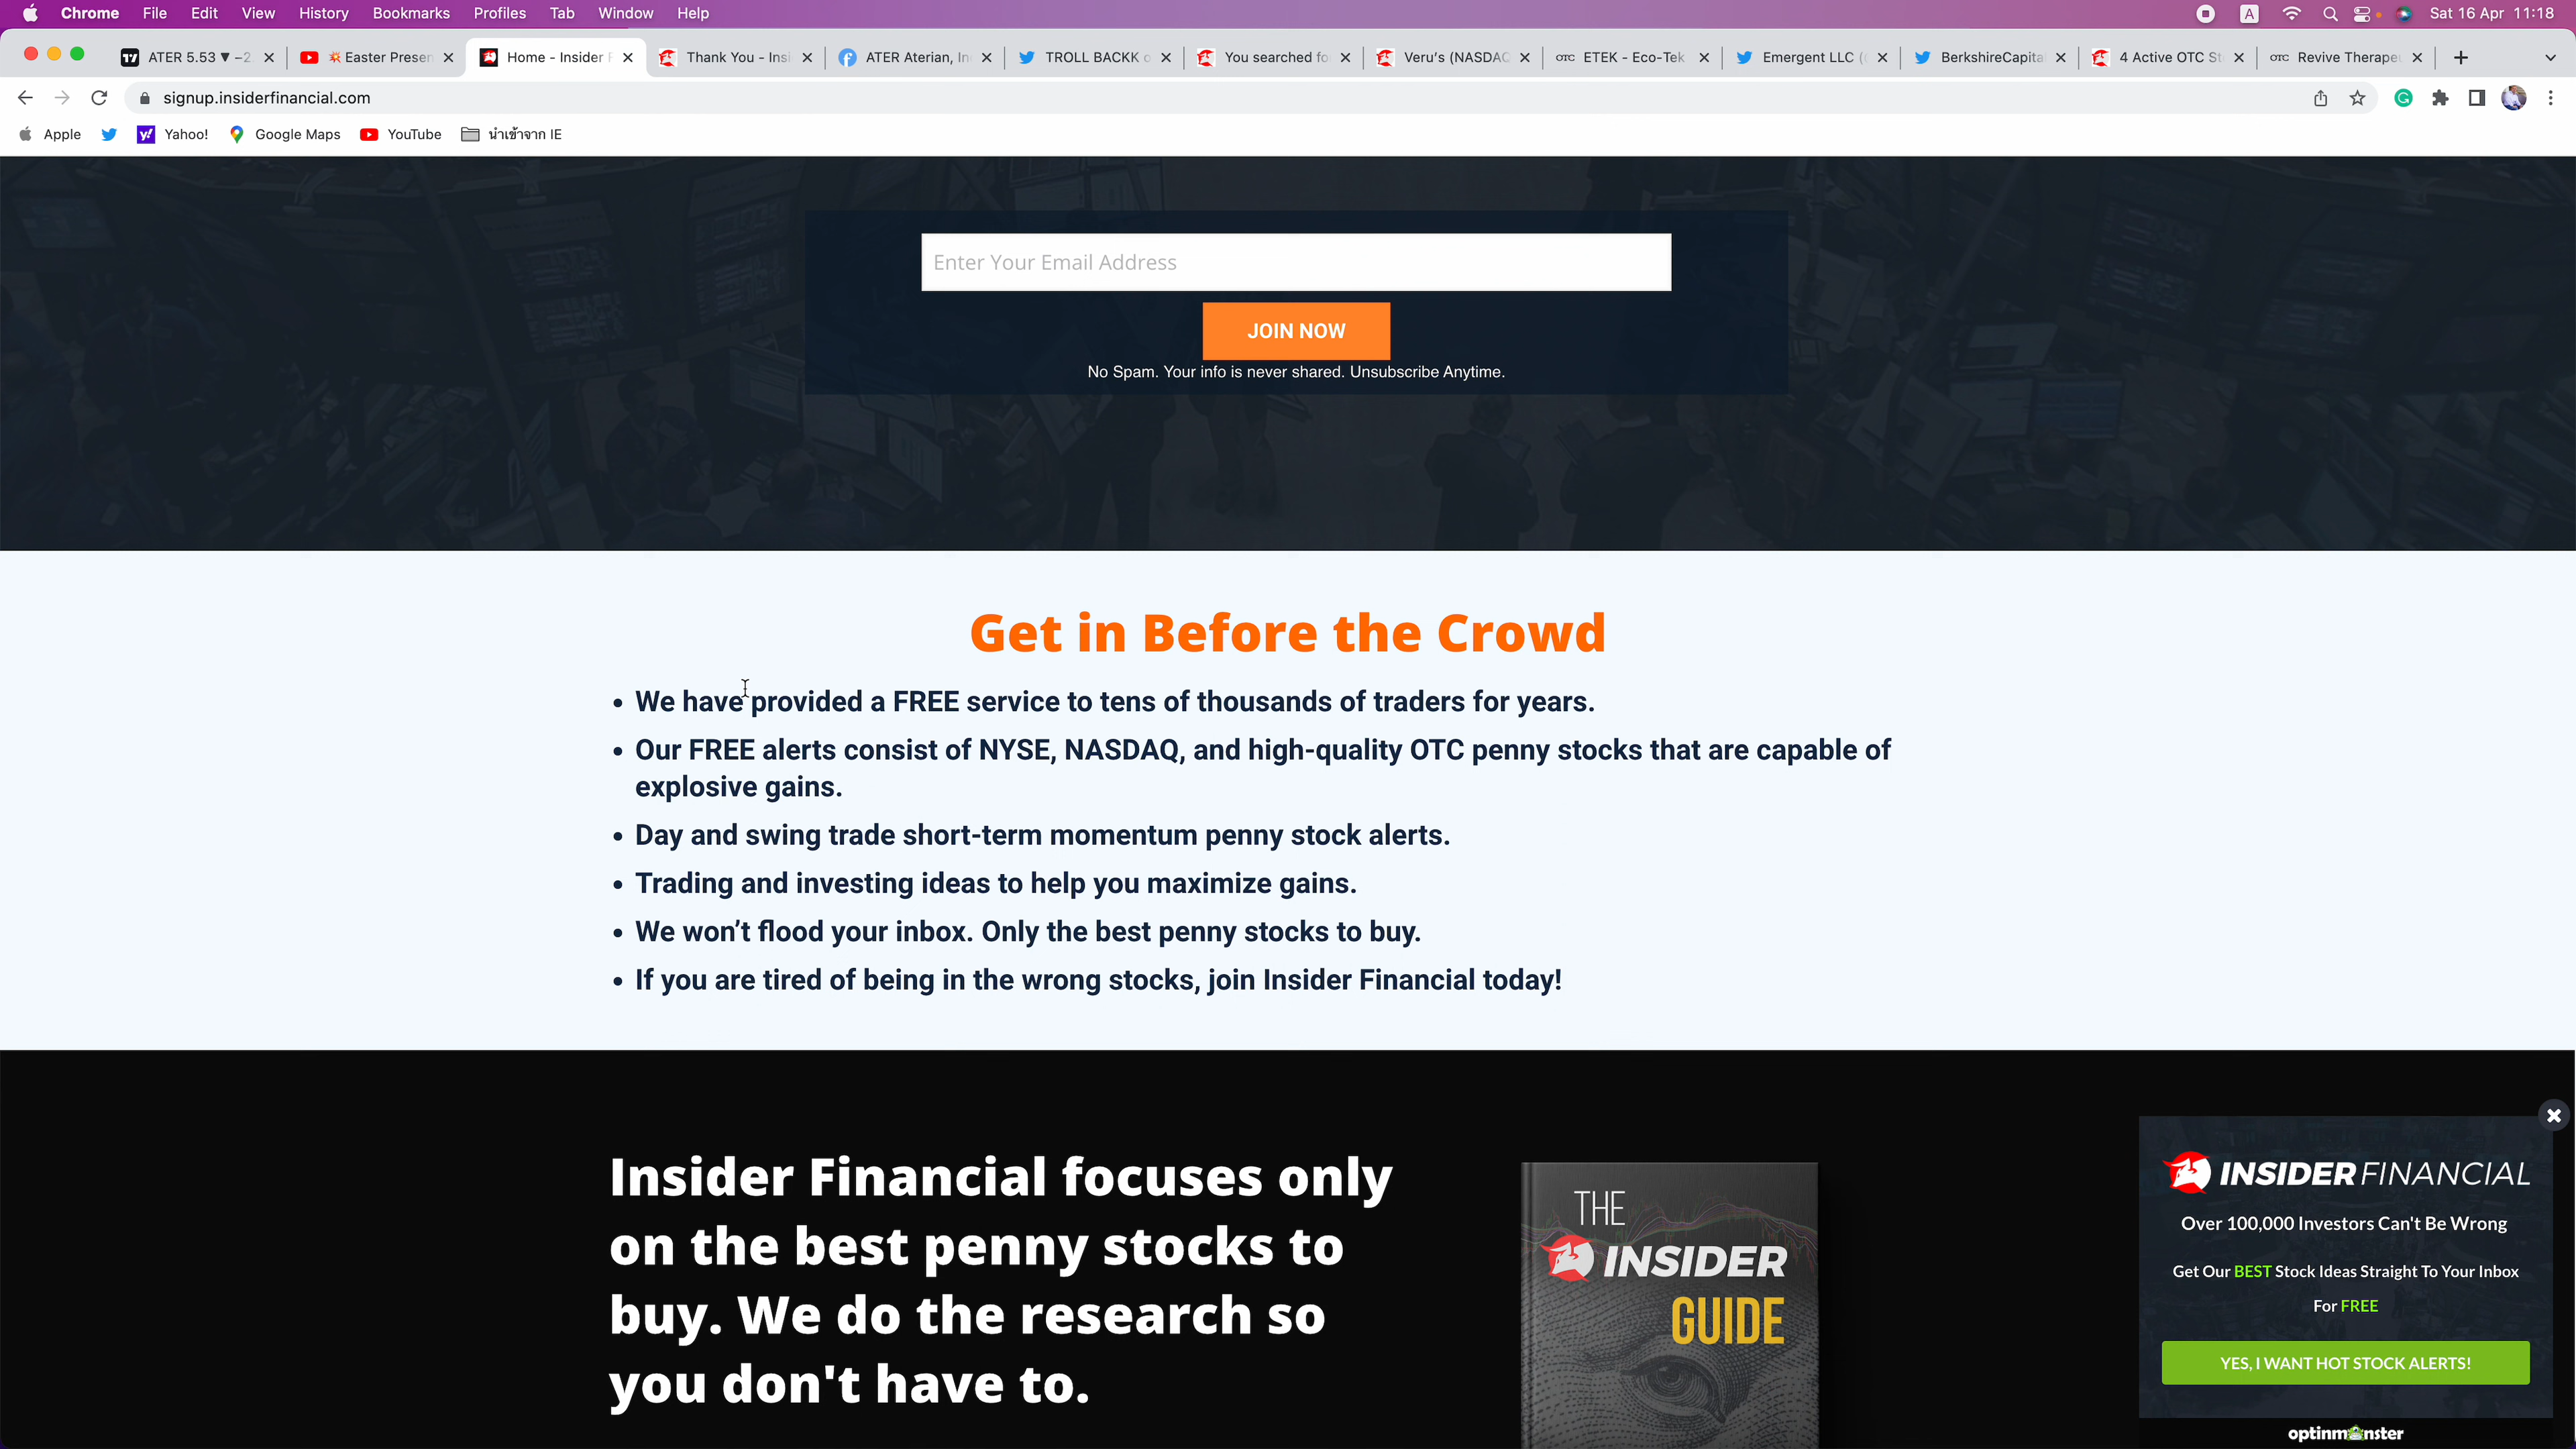 Chrome File Edit View History Bookmarks Profiles Tab Window Help A Sat 16 Apr 11:18
ATER 5.53 ▼ −2 Easter Presen Home - Insider F Thank You - Insi ATER Aterian, In TROLL BACKK o You searched fo Veru's (NASDAQ OTC ETEK - Eco-Tek Emergent LLC ( BerkshireCapita 4 Active OTC St OTC Revive Therape
signup.insiderfinancial.com
Apple Yahoo! Google Maps YouTube นำเข้าจาก IE
Enter Your Email Address
JOIN NOW
No Spam. Your info is never shared. Unsubscribe Anytime.
Get in Before the Crowd
• We have provided a FREE service to tens of thousands of traders for years.
• Our FREE alerts consist of NYSE, NASDAQ, and high-quality OTC penny stocks that are capable of
explosive gains.
• Day and swing trade short-term momentum penny stock alerts.
• Trading and investing ideas to help you maximize gains.
• We won't flood your inbox. Only the best penny stocks to buy.
• If you are tired of being in the wrong stocks, join Insider Financial today!
Insider Financial focuses only
on the best penny stocks to
buy. We do the research so
you don't have to.
THE
INSIDER
GUIDE
INSIDER FINANCIAL
Over 100,000 Investors Can't Be Wrong
Get Our BEST Stock Ideas Straight To Your Inbox
For FREE
YES, I WANT HOT STOCK ALERTS!
optinmonster